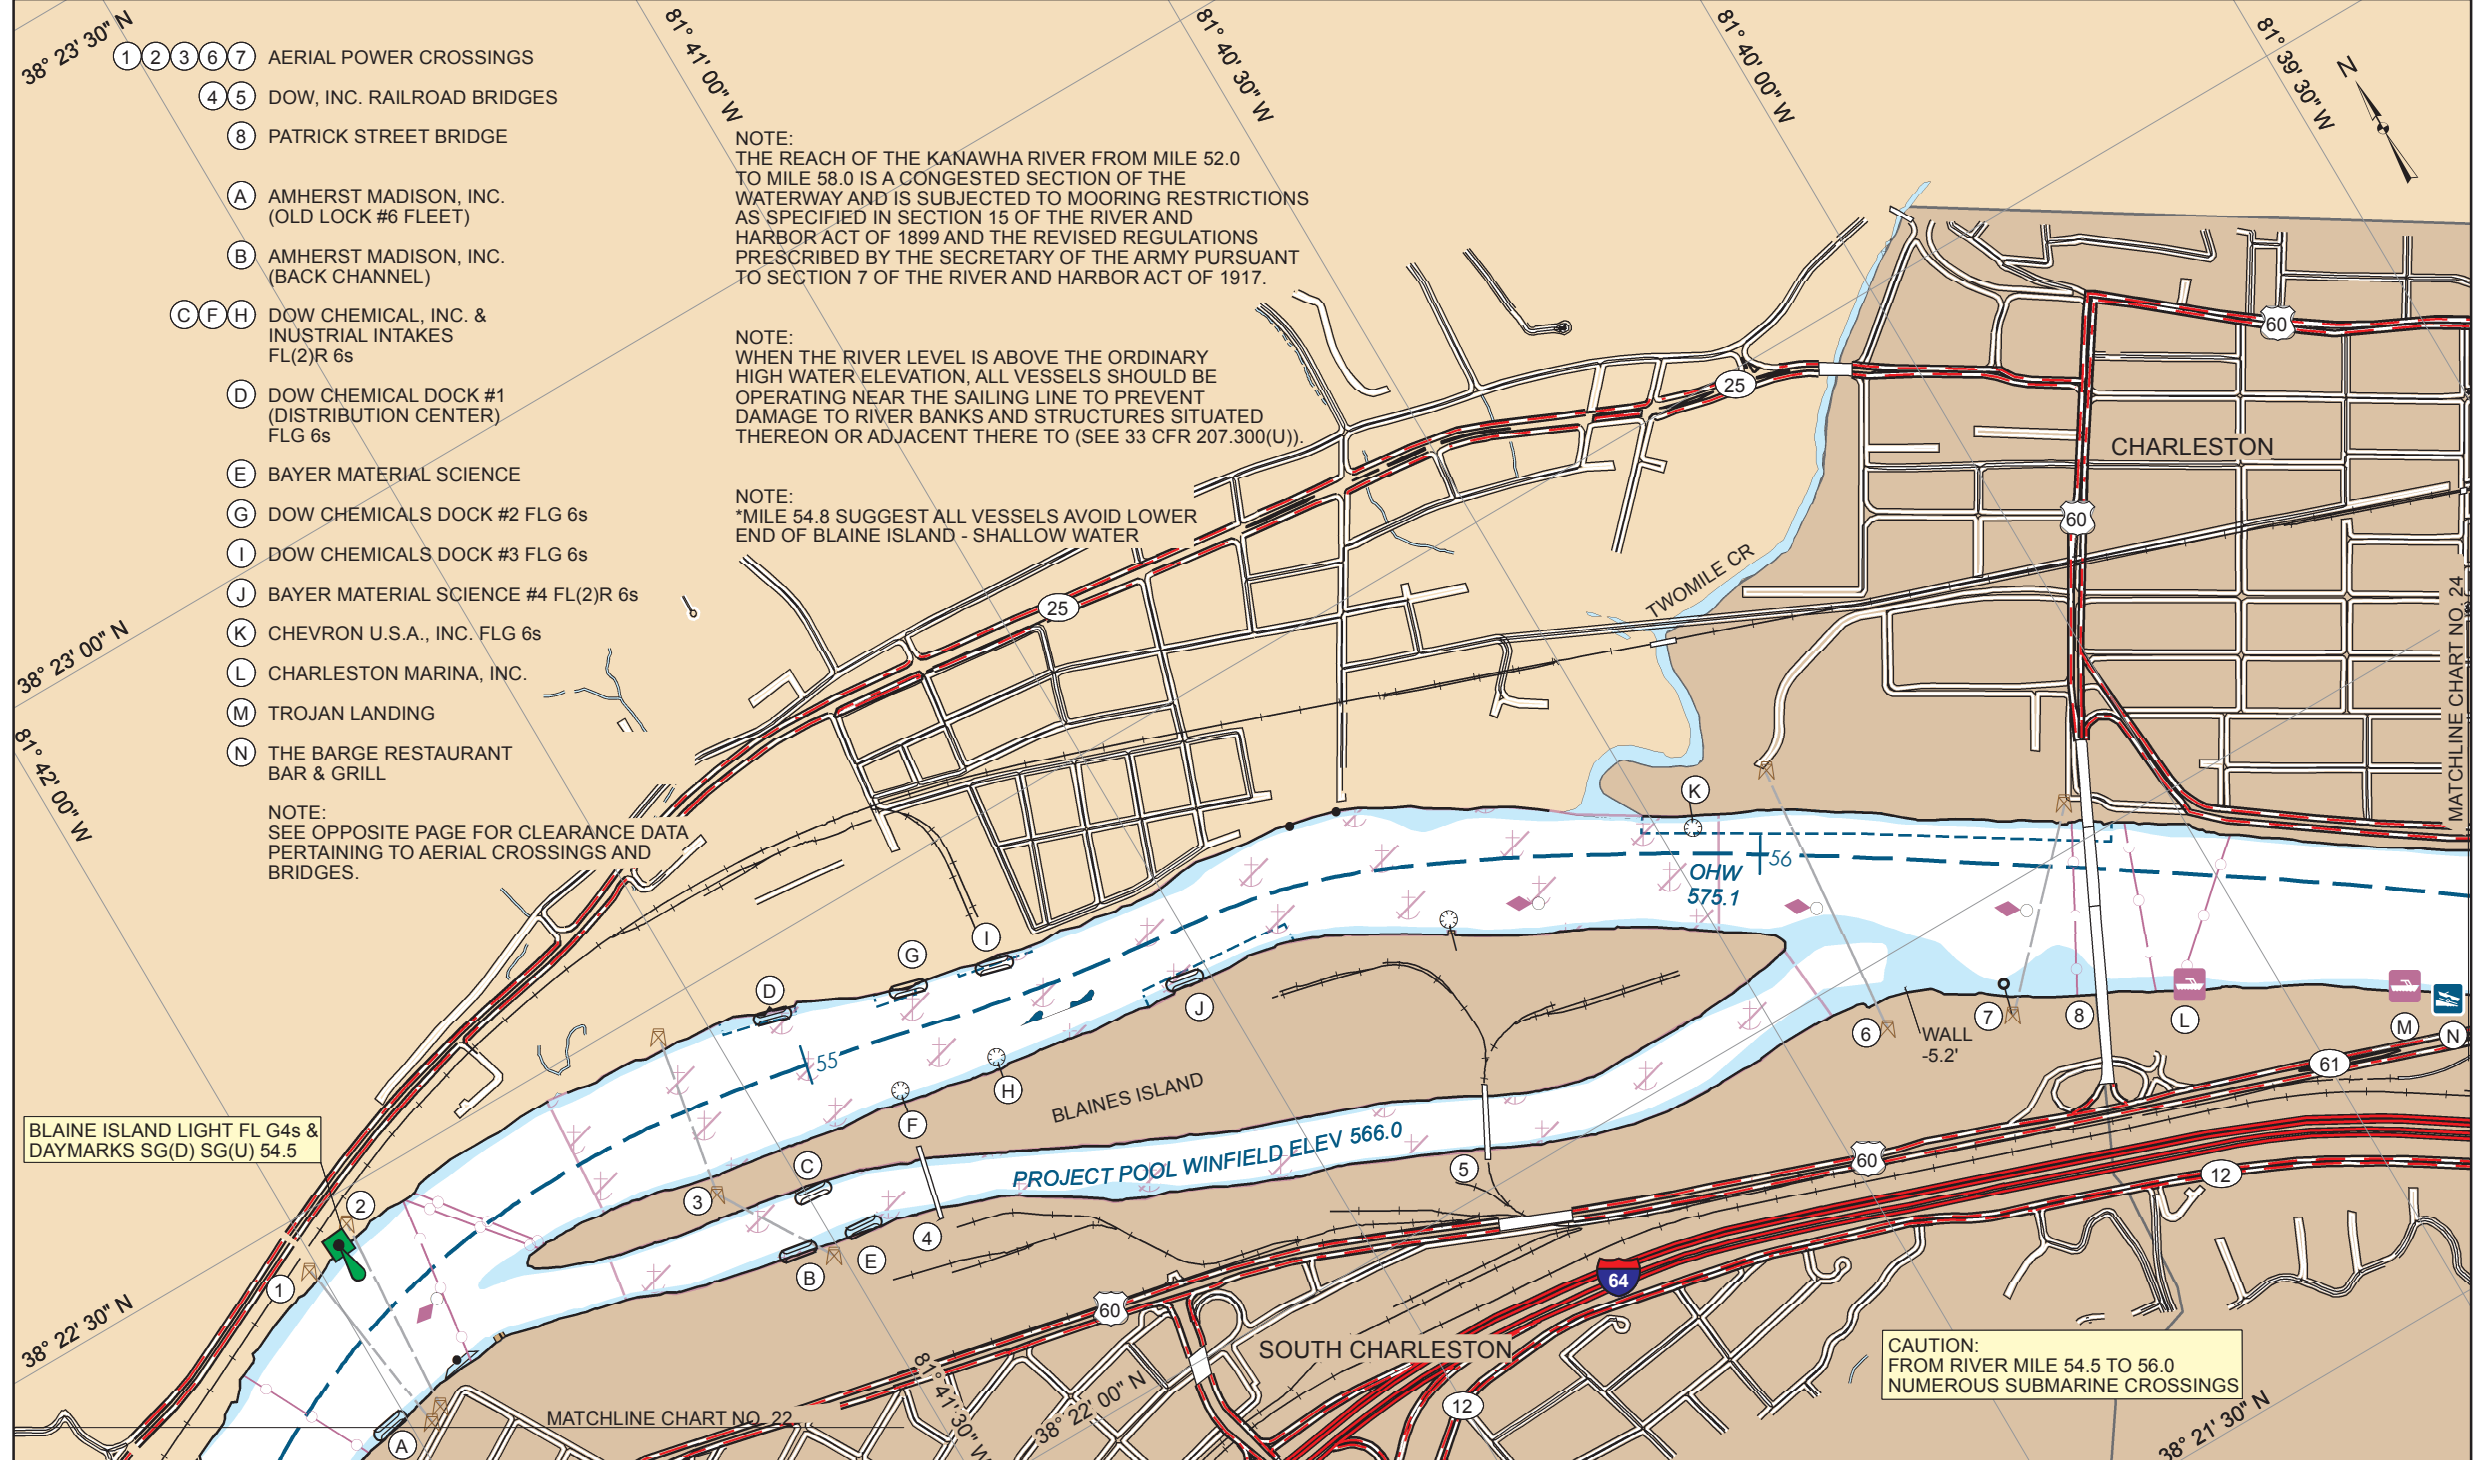 38° 23' 30" N
81° 41' 00" W
81° 40' 30" W
81° 40' 00" W
81° 39' 30" W
N
1 2 3 6 7 AERIAL POWER CROSSINGS
4 5 DOW, INC. RAILROAD BRIDGES
8 PATRICK STREET BRIDGE
A AMHERST MADISON, INC.
(OLD LOCK #6 FLEET)
B AMHERST MADISON, INC.
(BACK CHANNEL)
C F H DOW CHEMICAL, INC. &
INUSTRIAL INTAKES
FL(2)R 6s
D DOW CHEMICAL DOCK #1
(DISTRIBUTION CENTER)
FLG 6s
E BAYER MATERIAL SCIENCE
G DOW CHEMICALS DOCK #2 FLG 6s
I DOW CHEMICALS DOCK #3 FLG 6s
J BAYER MATERIAL SCIENCE #4 FL(2)R 6s
K CHEVRON U.S.A., INC. FLG 6s
L CHARLESTON MARINA, INC.
M TROJAN LANDING
N THE BARGE RESTAURANT
BAR & GRILL
NOTE:
SEE OPPOSITE PAGE FOR CLEARANCE DATA
PERTAINING TO AERIAL CROSSINGS AND
BRIDGES.
NOTE:
THE REACH OF THE KANAWHA RIVER FROM MILE 52.0
TO MILE 58.0 IS A CONGESTED SECTION OF THE
WATERWAY AND IS SUBJECTED TO MOORING RESTRICTIONS
AS SPECIFIED IN SECTION 15 OF THE RIVER AND
HARBOR ACT OF 1899 AND THE REVISED REGULATIONS
PRESCRIBED BY THE SECRETARY OF THE ARMY PURSUANT
TO SECTION 7 OF THE RIVER AND HARBOR ACT OF 1917.
NOTE:
WHEN THE RIVER LEVEL IS ABOVE THE ORDINARY
HIGH WATER ELEVATION, ALL VESSELS SHOULD BE
OPERATING NEAR THE SAILING LINE TO PREVENT
DAMAGE TO RIVER BANKS AND STRUCTURES SITUATED
THEREON OR ADJACENT THERE TO (SEE 33 CFR 207.300(U)).
NOTE:
*MILE 54.8 SUGGEST ALL VESSELS AVOID LOWER
END OF BLAINE ISLAND - SHALLOW WATER
60
25
CHARLESTON
60
TWOMILE CR
25
MATCHLINE CHART NO. 24
38° 23' 00" N
81° 42' 00" W
K
56
OHW
575.1
I
G
D
J
55
H
F
BLAINES ISLAND
6
WALL
-5.2'
7
8
L
M
N
61
BLAINE ISLAND LIGHT FL G4s &
DAYMARKS SG(D) SG(U) 54.5
PROJECT POOL WINFIELD ELEV 566.0
C
3
5
60
12
2
4
E
B
1
64
60
38° 22' 30" N
SOUTH CHARLESTON
CAUTION:
FROM RIVER MILE 54.5 TO 56.0
NUMEROUS SUBMARINE CROSSINGS
81° 41' 30" W
38° 22' 00" N
12
MATCHLINE CHART NO. 22
A
38° 21' 30" N